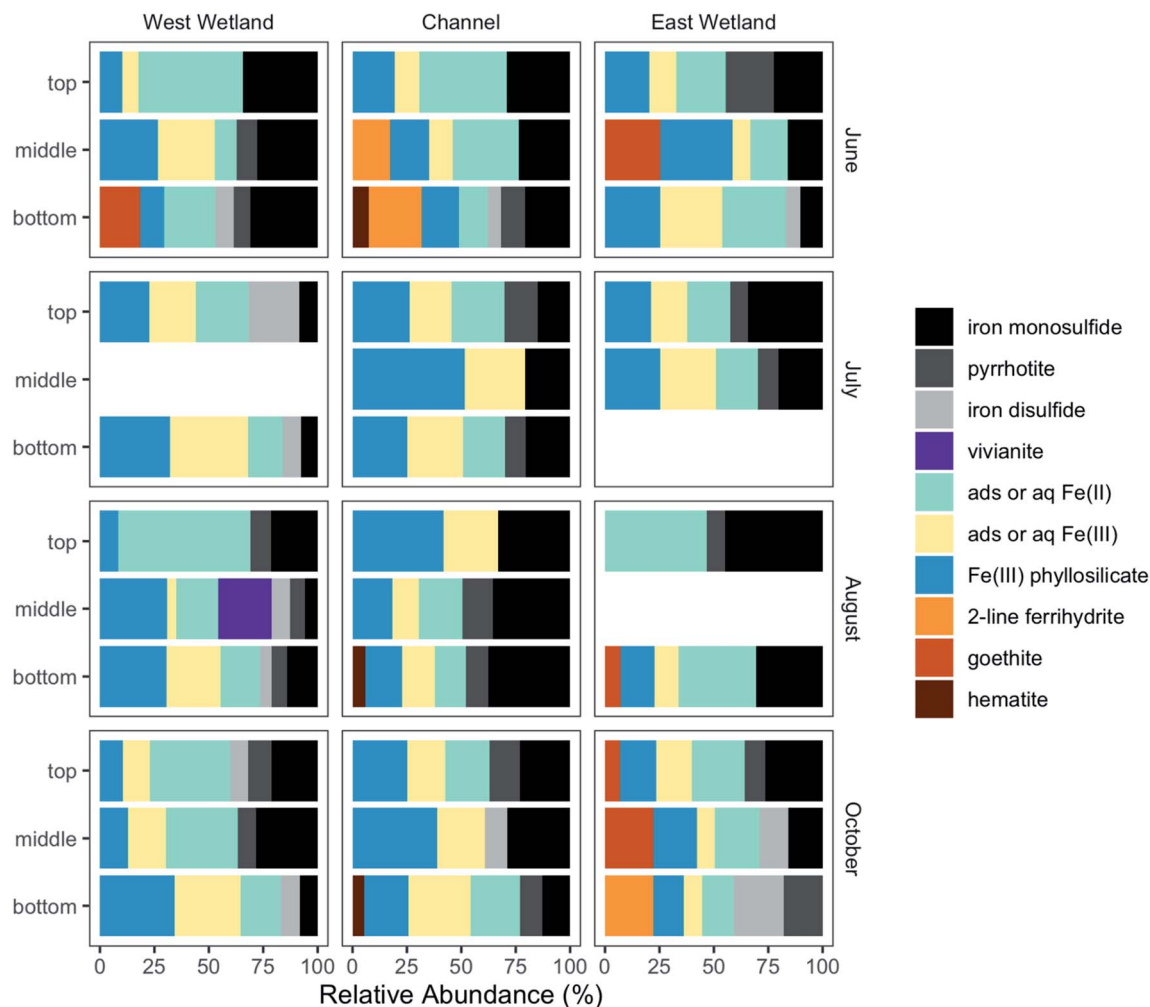 West Wetland Channel East Wetland
top
middle
bottom
June
top
middle
bottom
July
top
middle
bottom
August
top
middle
bottom
October
0 25 50 75 100 0 25 50 75 100 0 25 50 75 100
Relative Abundance (%)
iron monosulfide
pyrrhotite
iron disulfide
vivianite
ads or aq Fe(II)
ads or aq Fe(III)
Fe(III) phyllosilicate
2-line ferrihydrite
goethite
hematite